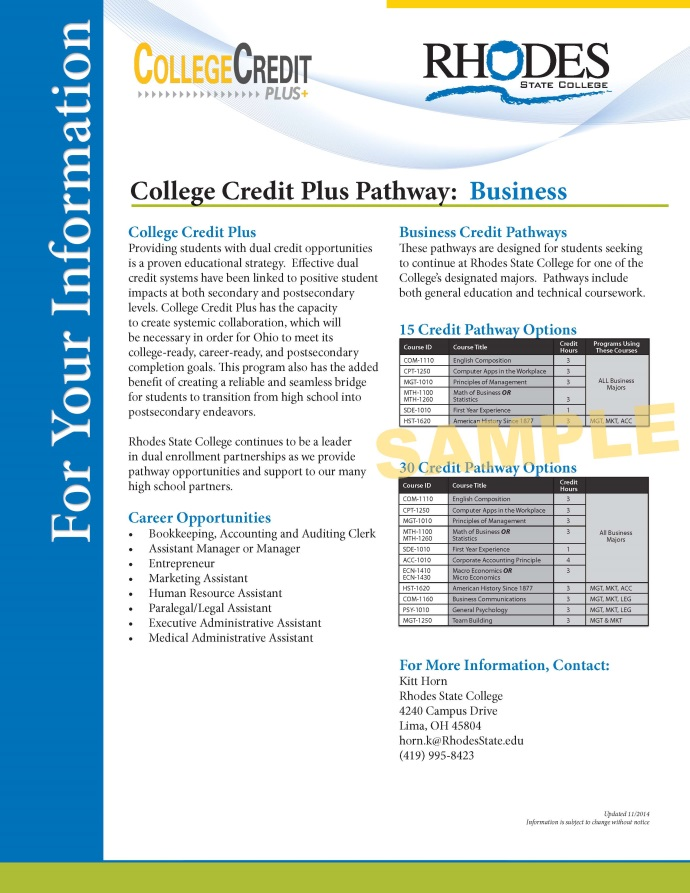 For Your Information
COLLEGECREDIT
PLUS+
RHODES
STATE COLLEGE
College Credit Plus Pathway: Business
College Credit Plus
Providing students with dual credit opportunities
is a proven educational strategy. Effective dual
credit systems have been linked to positive student
impacts at both secondary and postsecondary
levels. College Credit Plus has the capacity
to create systemic collaboration, which will
be necessary in order for Ohio to meet its
college-ready, career-ready, and postsecondary
completion goals. This program also has the added
benefit of creating a reliable and seamless bridge
for students to transition from high school into
postsecondary endeavors.
Rhodes State College continues to be a leader
in dual enrollment partnerships as we provide
pathway opportunities and support to our many
high school partners.
Career Opportunities
• Bookkeeping, Accounting and Auditing Clerk
• Assistant Manager or Manager
• Entrepreneur
• Marketing Assistant
• Human Resource Assistant
• Paralegal/Legal Assistant
• Executive Administrative Assistant
• Medical Administrative Assistant
Business Credit Pathways
These pathways are designed for students seeking
to continue at Rhodes State College for one of the
College's designated majors. Pathways include
both general education and technical coursework.
15 Credit Pathway Options
Course ID Course Title Credit Hours Programs Using These Courses
COM-1110 English Composition 3
CPT-1250 Computer Apps in the Workplace 3
MGT-1010 Principles of Management 3
ALL Business Majors
MTH-1100 Math of Business OR
MTH-1260 Statistics 3
SDE-1010 First Year Experience 1
HST-1620 American History Since 1877 3 MGT, MKT, ACC
SAMPLE
30 Credit Pathway Options
Course ID Course Title Credit Hours
COM-1110 English Composition 3
CPT-1250 Computer Apps in the Workplace 3
MGT-1010 Principles of Management 3
MTH-1100 Math of Business OR 3
MTH-1260 Statistics
All Business Majors
SDE-1010 First Year Experience 1
ACC-1010 Corporate Accounting Principle 4
ECN-1410 Macro Economics OR 3
ECN-1430 Micro Economics
HST-1620 American History Since 1877 3 MGT, MKT, ACC
COM-1160 Business Communications 3 MGT, MKT, LEG
PSY-1010 General Psychology 3 MGT, MKT, LEG
MGT-1250 Team Building 3 MGT & MKT
For More Information, Contact:
Kitt Horn
Rhodes State College
4240 Campus Drive
Lima, OH 45804
horn.k@RhodesState.edu
(419) 995-8423
Updated 11/2014
Information is subject to change without notice